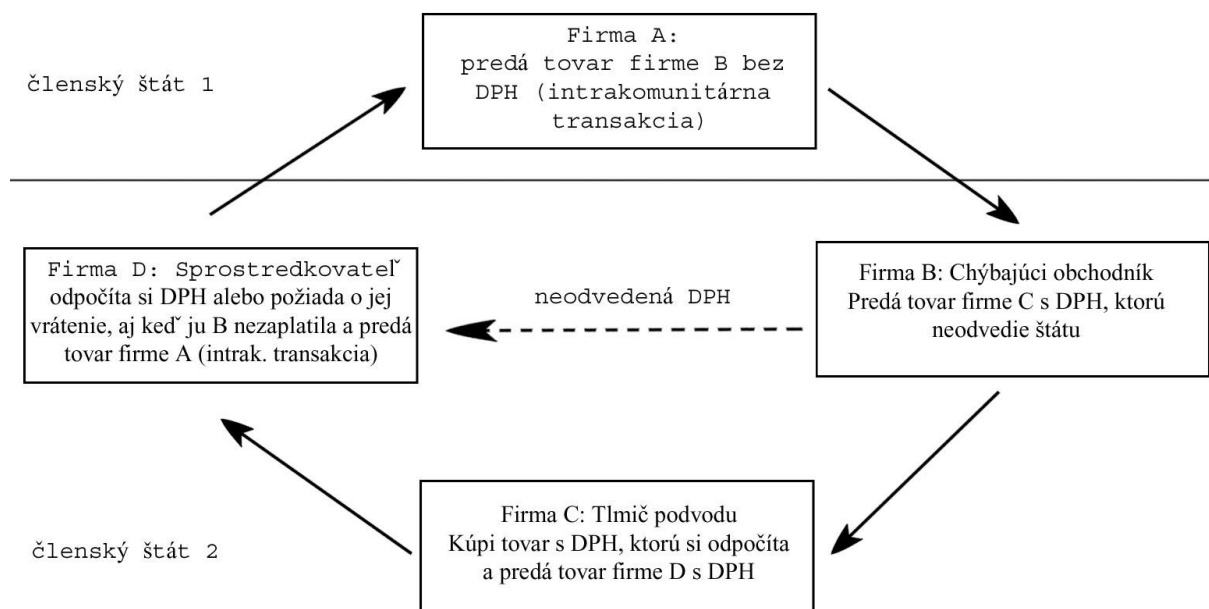 členský štát 1
Firma A:
predá tovar firme B bez
DPH (intrakomunitárna
transakcia)
Firma D: Sprostredkovateľ
odpočíta si DPH alebo požiada o jej
vrátenie, aj keď ju B nezaplatila a predá
tovar firme A (intrak. transakcia)
neodvedená DPH
Firma B: Chýbajúci obchodník
Predá tovar firme C s DPH, ktorú
neodvedie štátu
členský štát 2
Firma C: Tlmič podvodu
Kúpi tovar s DPH, ktorú si odpočíta
a predá tovar firme D s DPH